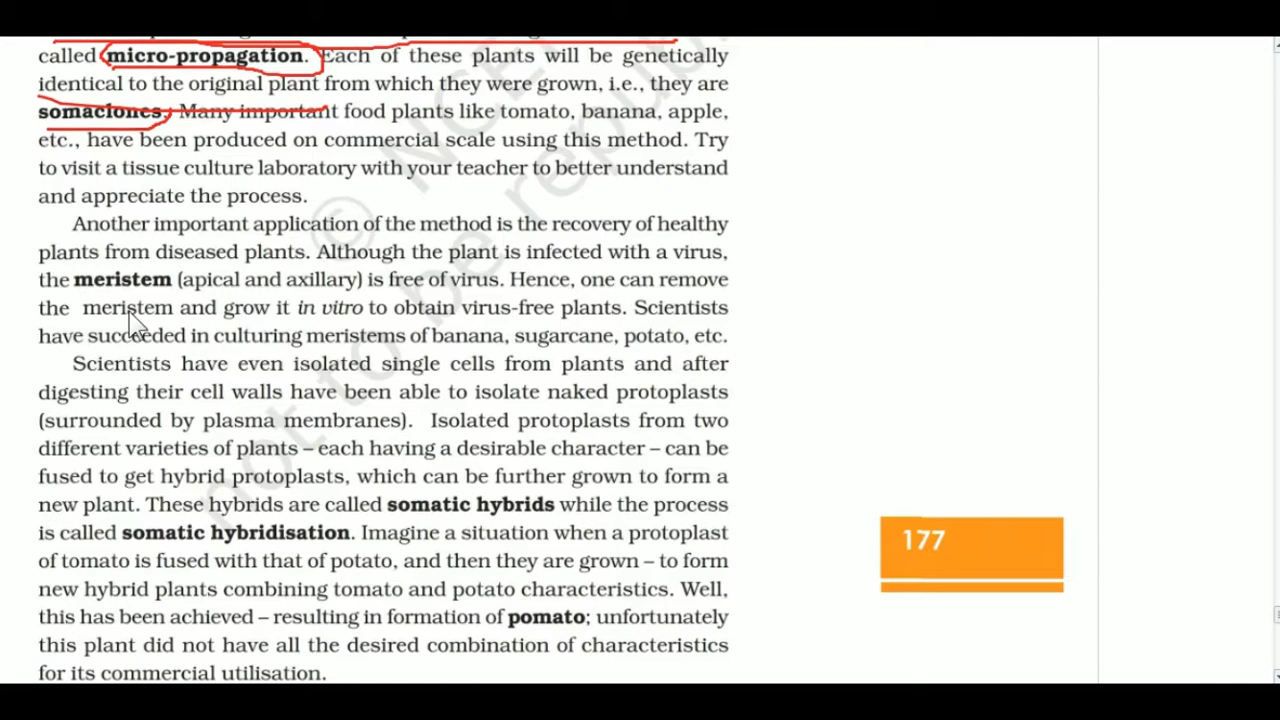 called micro-propagation. Each of these plants will be genetically
identical to the original plant from which they were grown, i.e., they are
somaclones. Many important food plants like tomato, banana, apple,
etc., have been produced on commercial scale using this method. Try
to visit a tissue culture laboratory with your teacher to better understand
and appreciate the process.
Another important application of the method is the recovery of healthy
plants from diseased plants. Although the plant is infected with a virus,
the meristem (apical and axillary) is free of virus. Hence, one can remove
the meristem and grow it in vitro to obtain virus-free plants. Scientists
have succeeded in culturing meristems of banana, sugarcane, potato, etc.
Scientists have even isolated single cells from plants and after
digesting their cell walls have been able to isolate naked protoplasts
(surrounded by plasma membranes). Isolated protoplasts from two
different varieties of plants – each having a desirable character – can be
fused to get hybrid protoplasts, which can be further grown to form a
new plant. These hybrids are called somatic hybrids while the process
is called somatic hybridisation. Imagine a situation when a protoplast
of tomato is fused with that of potato, and then they are grown – to form
new hybrid plants combining tomato and potato characteristics. Well,
this has been achieved – resulting in formation of pomato; unfortunately
this plant did not have all the desired combination of characteristics
for its commercial utilisation.
177
© NCE
not to be republ